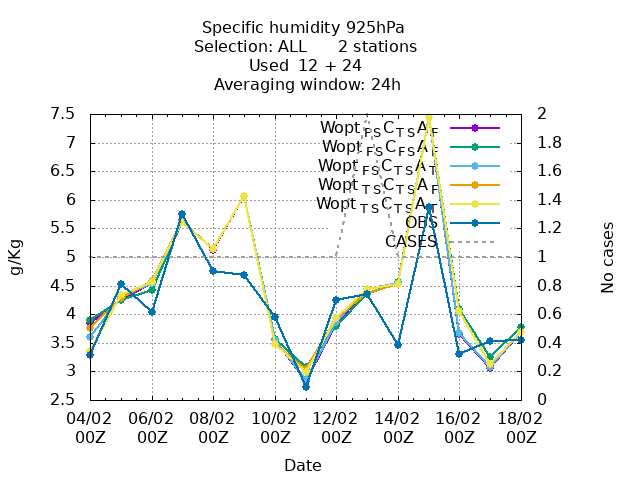 Specific humidity 925hPa
Selection: ALL 2 stations
Used 12 + 24
Averaging window: 24h
7.5
7
6.5
6
5.5
5
4.5
4
3.5
3
2.5
g/Kg
2
1.8
1.6
1.4
1.2
1
0.8
0.6
0.4
0.2
0
No cases
Wopt FS C TS A F
Wopt FS C FS A F
Wopt FS C TS A T
Wopt TS C TS A F
Wopt TS C TS A T
OBS
CASES
04/02 06/02 08/02 10/02 12/02 14/02 16/02 18/02
00Z 00Z 00Z 00Z 00Z 00Z 00Z 00Z
Date